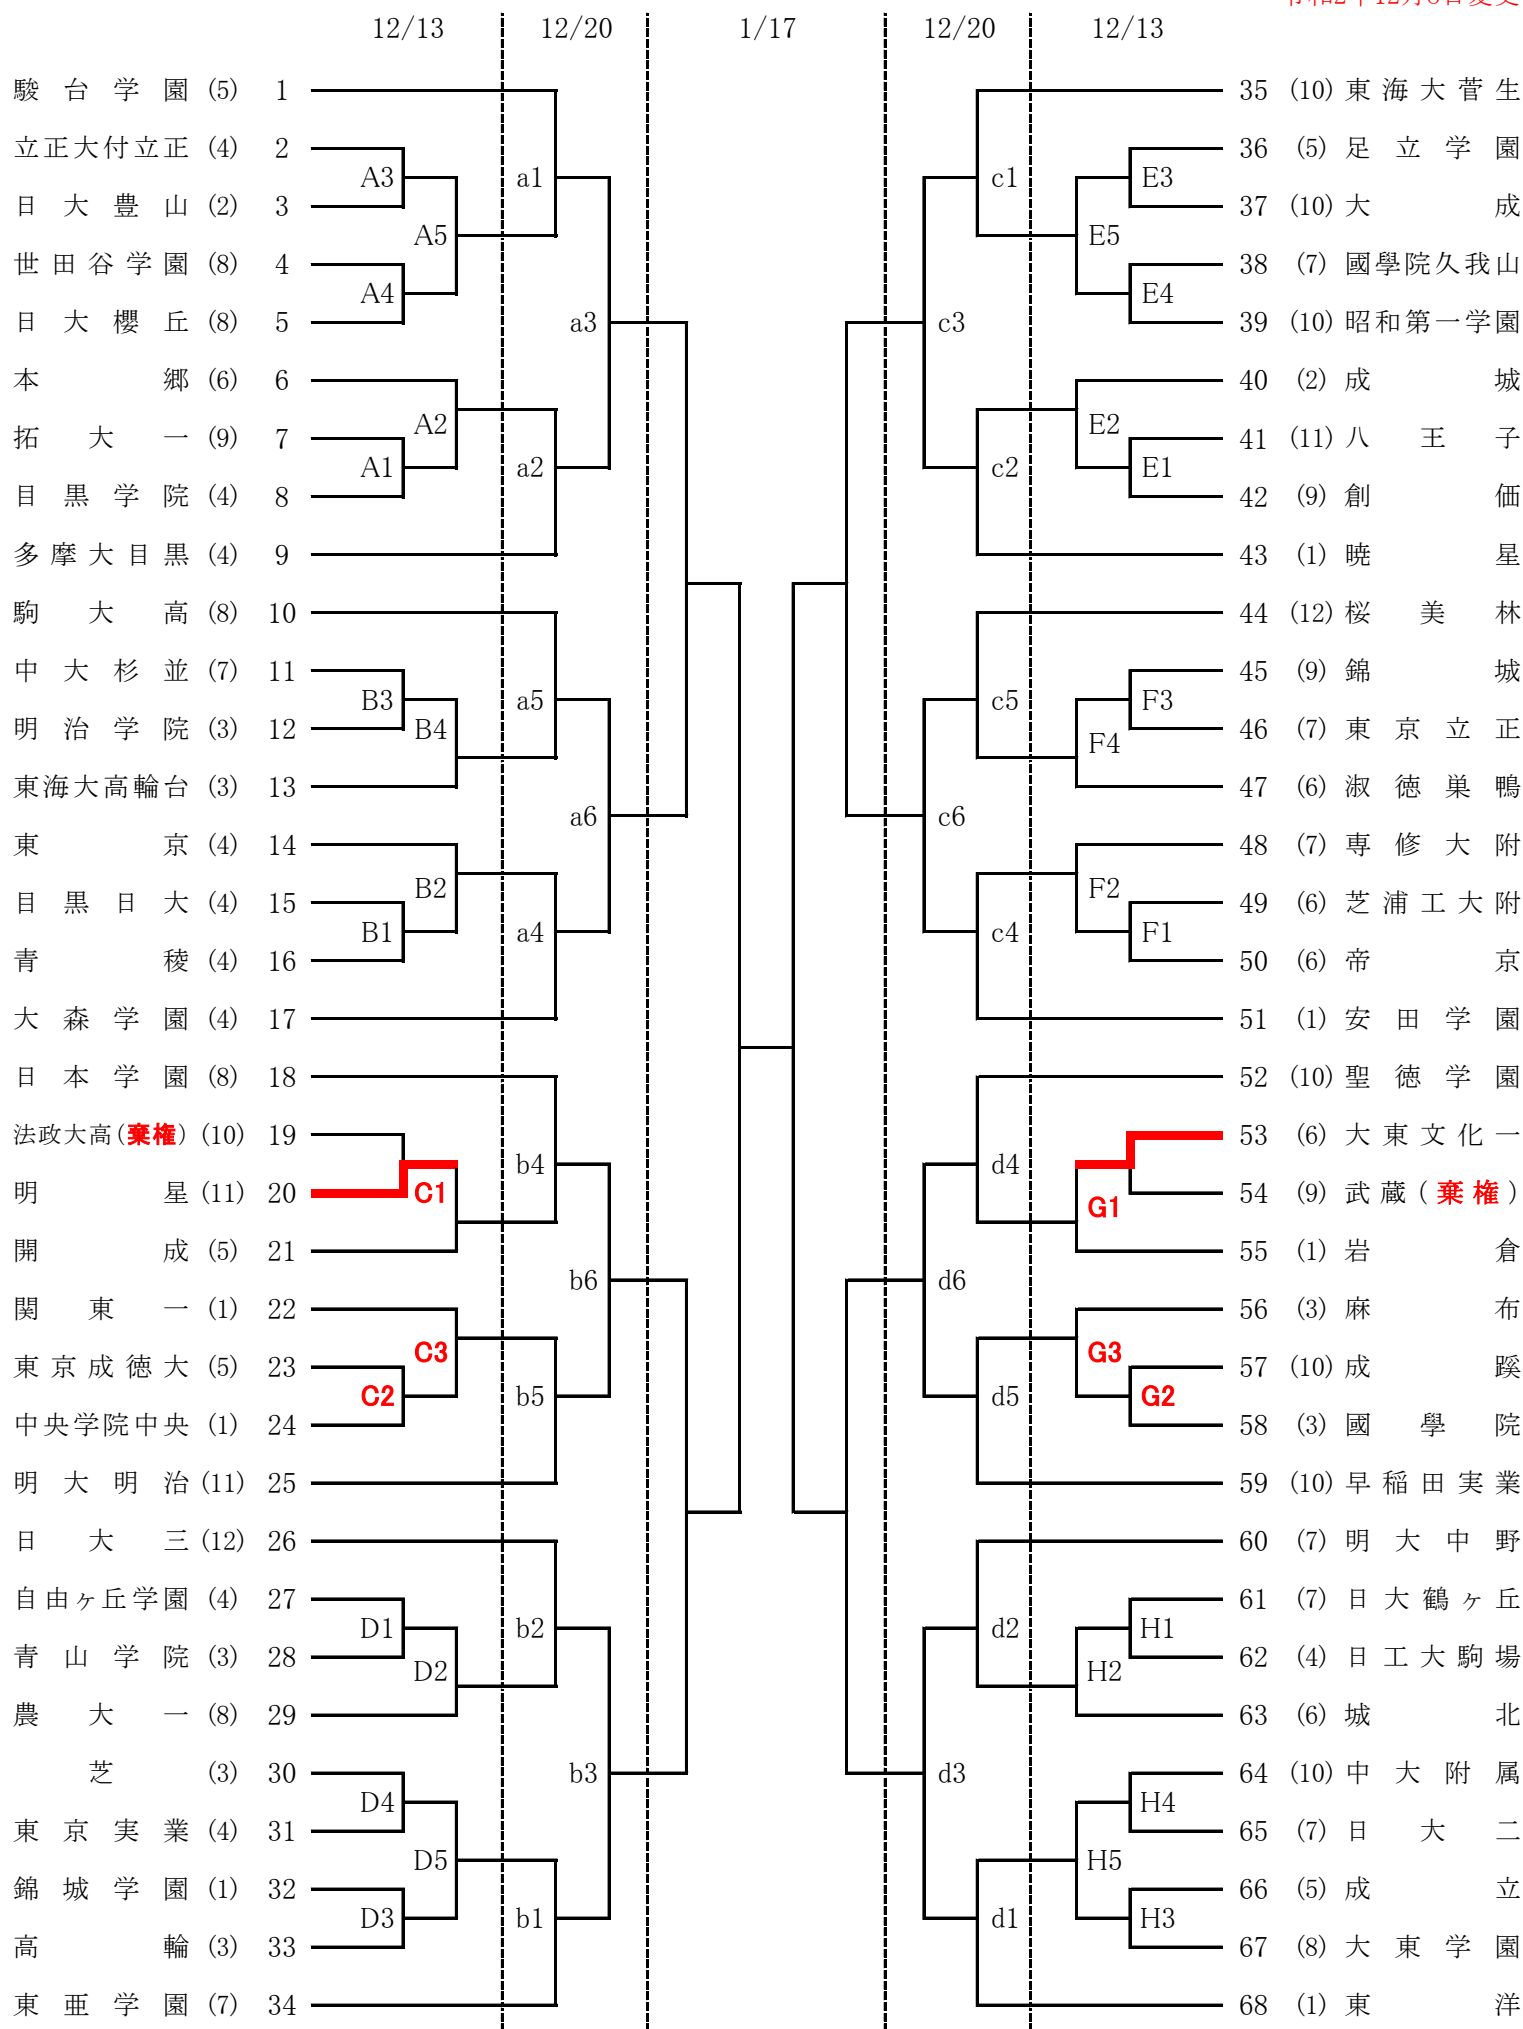 12/13 12/20 1/17 12/20 12/13
駿台学園 (5) 1
立正大付立正 (4) 2
日大豊山 (2) 3
世田谷学園 (8) 4
日大櫻丘 (8) 5
本郷 (6) 6
拓大一 (9) 7
目黒学院 (4) 8
多摩大目黒 (4) 9
駒大高 (8) 10
中大杉並 (7) 11
明治学院 (3) 12
東海大高輪台 (3) 13
東京 (4) 14
目黒日大 (4) 15
青稜 (4) 16
大森学園 (4) 17
日本学園 (8) 18
法政大高(棄権) (10) 19
明星 (11) 20
開成 (5) 21
関東一 (1) 22
東京成徳大 (5) 23
中央学院中央 (1) 24
明大明治 (11) 25
日大三 (12) 26
自由ヶ丘学園 (4) 27
青山学院 (3) 28
農大一 (8) 29
芝 (3) 30
東京実業 (4) 31
錦城学園 (1) 32
高輪 (3) 33
東亜学園 (7) 34
A3
A5
A4
A2
A1
B3
B4
B2
B1
C1
C3
C2
D1
D2
D4
D5
D3
a1
a3
a2
a5
a6
a4
b4
b6
b5
b2
b3
b1
c1
c3
c2
c5
c6
c4
d4
d6
d5
d2
d3
d1
E3
E5
E4
E2
E1
F3
F4
F2
F1
G1
G3
G2
H1
H2
H4
H5
H3
35 (10) 東海大菅生
36 (5) 足立学園
37 (10) 大成
38 (7) 國學院久我山
39 (10) 昭和第一学園
40 (2) 成城
41 (11) 八王子
42 (9) 創価
43 (1) 暁星
44 (12) 桜美林
45 (9) 錦城
46 (7) 東京立正
47 (6) 淑徳巣鴨
48 (7) 専修大附
49 (6) 芝浦工大附
50 (6) 帝京
51 (1) 安田学園
52 (10) 聖徳学園
53 (6) 大東文化一
54 (9) 武蔵(棄権)
55 (1) 岩倉
56 (3) 麻布
57 (10) 成蹊
58 (3) 國學院
59 (10) 早稲田実業
60 (7) 明大中野
61 (7) 日大鶴ヶ丘
62 (4) 日工大駒場
63 (6) 城北
64 (10) 中大附属
65 (7) 日大二
66 (5) 成立
67 (8) 大東学園
68 (1) 東洋